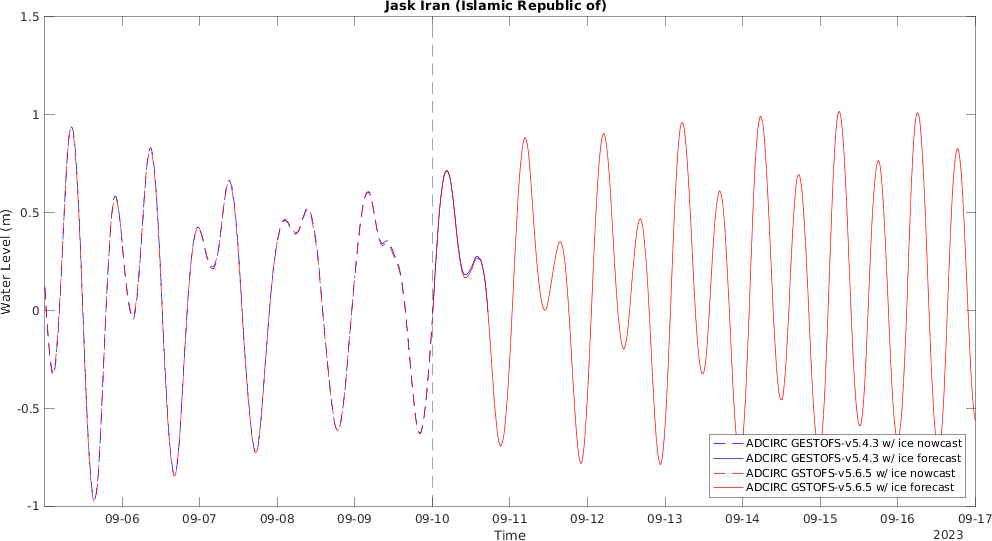 Jask Iran (Islamic Republic of)
1.5
1
0.5
0
-0.5
-1
Water Level (m)
09-06
09-07
09-08
09-09
09-10
09-11
09-12
09-13
09-14
09-15
09-16
09-17
Time
2023
ADCIRC GESTOFS-v5.4.3 w/ ice nowcast
ADCIRC GESTOFS-v5.4.3 w/ ice forecast
ADCIRC GSTOFS-v5.6.5 w/ ice nowcast
ADCIRC GSTOFS-v5.6.5 w/ ice forecast